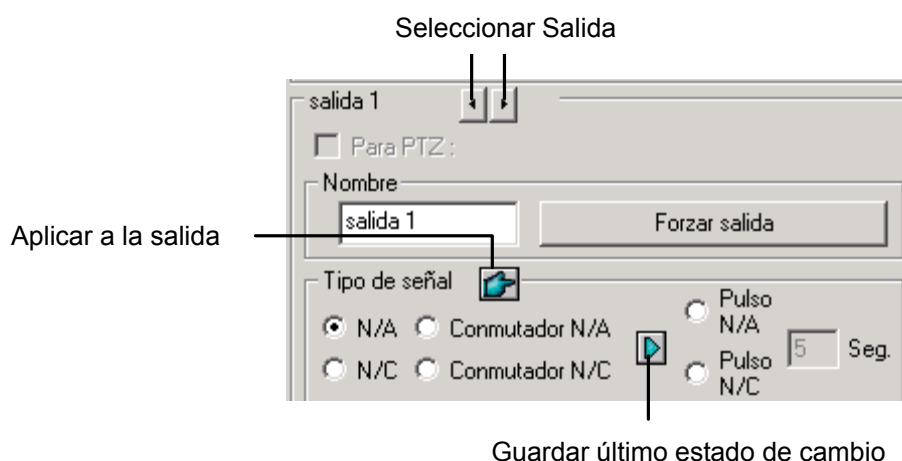 Seleccionar Salida
salida 1
Para PTZ :
Nombre
salida 1
Forzar salida
Aplicar a la salida
Tipo de señal
N/A
Conmutador N/A
Pulso
N/A
5
Seg.
N/C
Conmutador N/C
Pulso
N/C
Guardar último estado de cambio